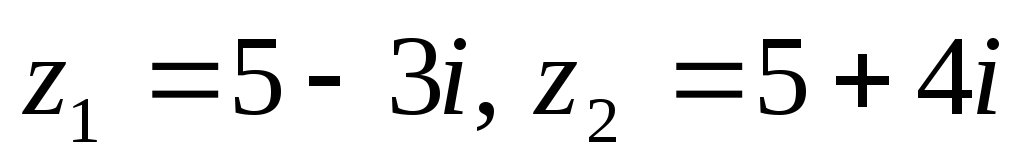 z₁ = 5 - 3i, z₂ = 5 + 4i